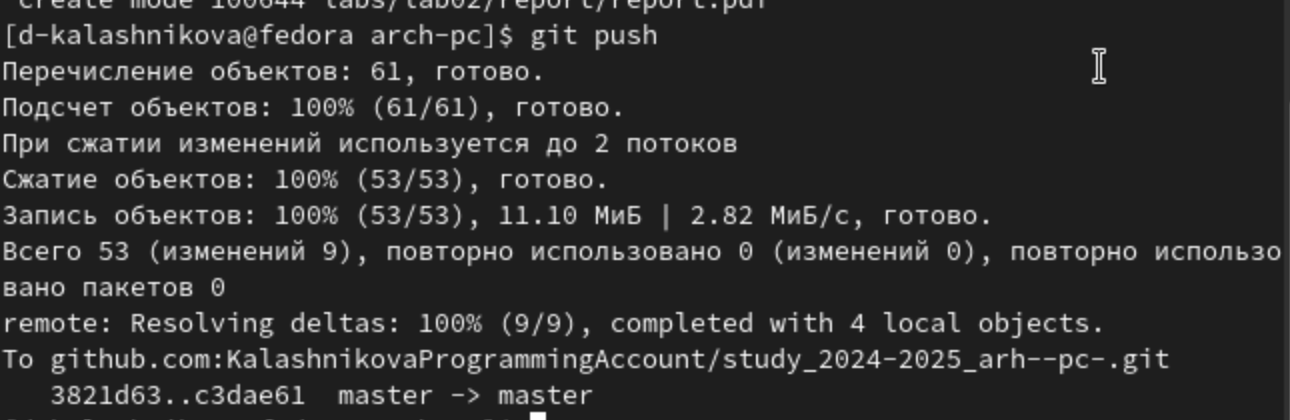 create mode 100644 labs/lab02/report/report.pdf
[d-kalashnikova@fedora arch-pc]$ git push
Перечисление объектов: 61, готово.
Подсчет объектов: 100% (61/61), готово.
При сжатии изменений используется до 2 потоков
Сжатие объектов: 100% (53/53), готово.
Запись объектов: 100% (53/53), 11.10 МиБ | 2.82 МиБ/с, готово.
Всего 53 (изменений 9), повторно использовано 0 (изменений 0), повторно использо
вано пакетов 0
remote: Resolving deltas: 100% (9/9), completed with 4 local objects.
To github.com:KalashnikovaProgrammingAccount/study_2024-2025_arh--pc-.git
   3821d63..c3dae61  master -> master